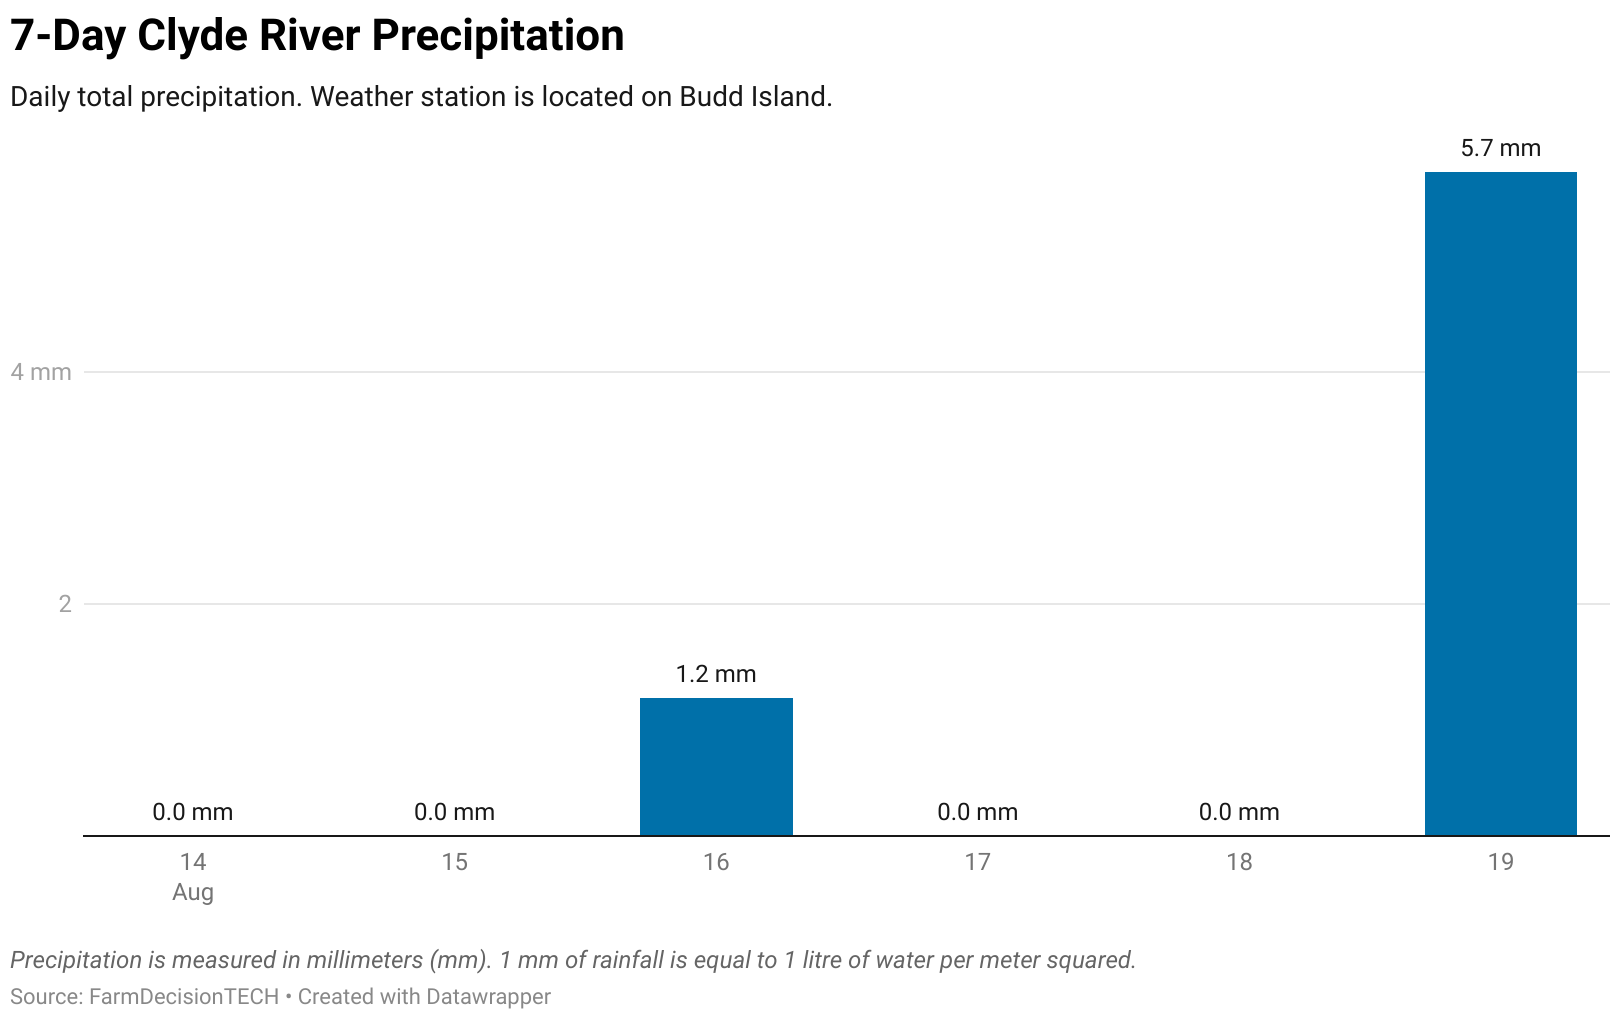 7-Day Clyde River Precipitation
Daily total precipitation. Weather station is located on Budd Island.
5.7 mm
4 mm
2
1.2 mm
0.0 mm 0.0 mm 0.0 mm 0.0 mm
14 15 16 17 18 19
Aug
Precipitation is measured in millimeters (mm). 1 mm of rainfall is equal to 1 litre of water per meter squared.
Source: FarmDecisionTECH • Created with Datawrapper